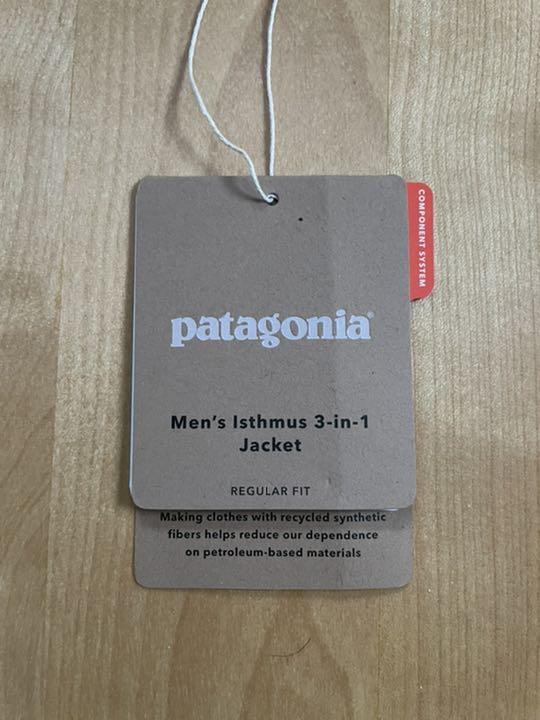 COMPONENT SYSTEM
patagonia®
Men's Isthmus 3-in-1
Jacket
REGULAR FIT
Making clothes with recycled synthetic
fibers helps reduce our dependence
on petroleum-based materials